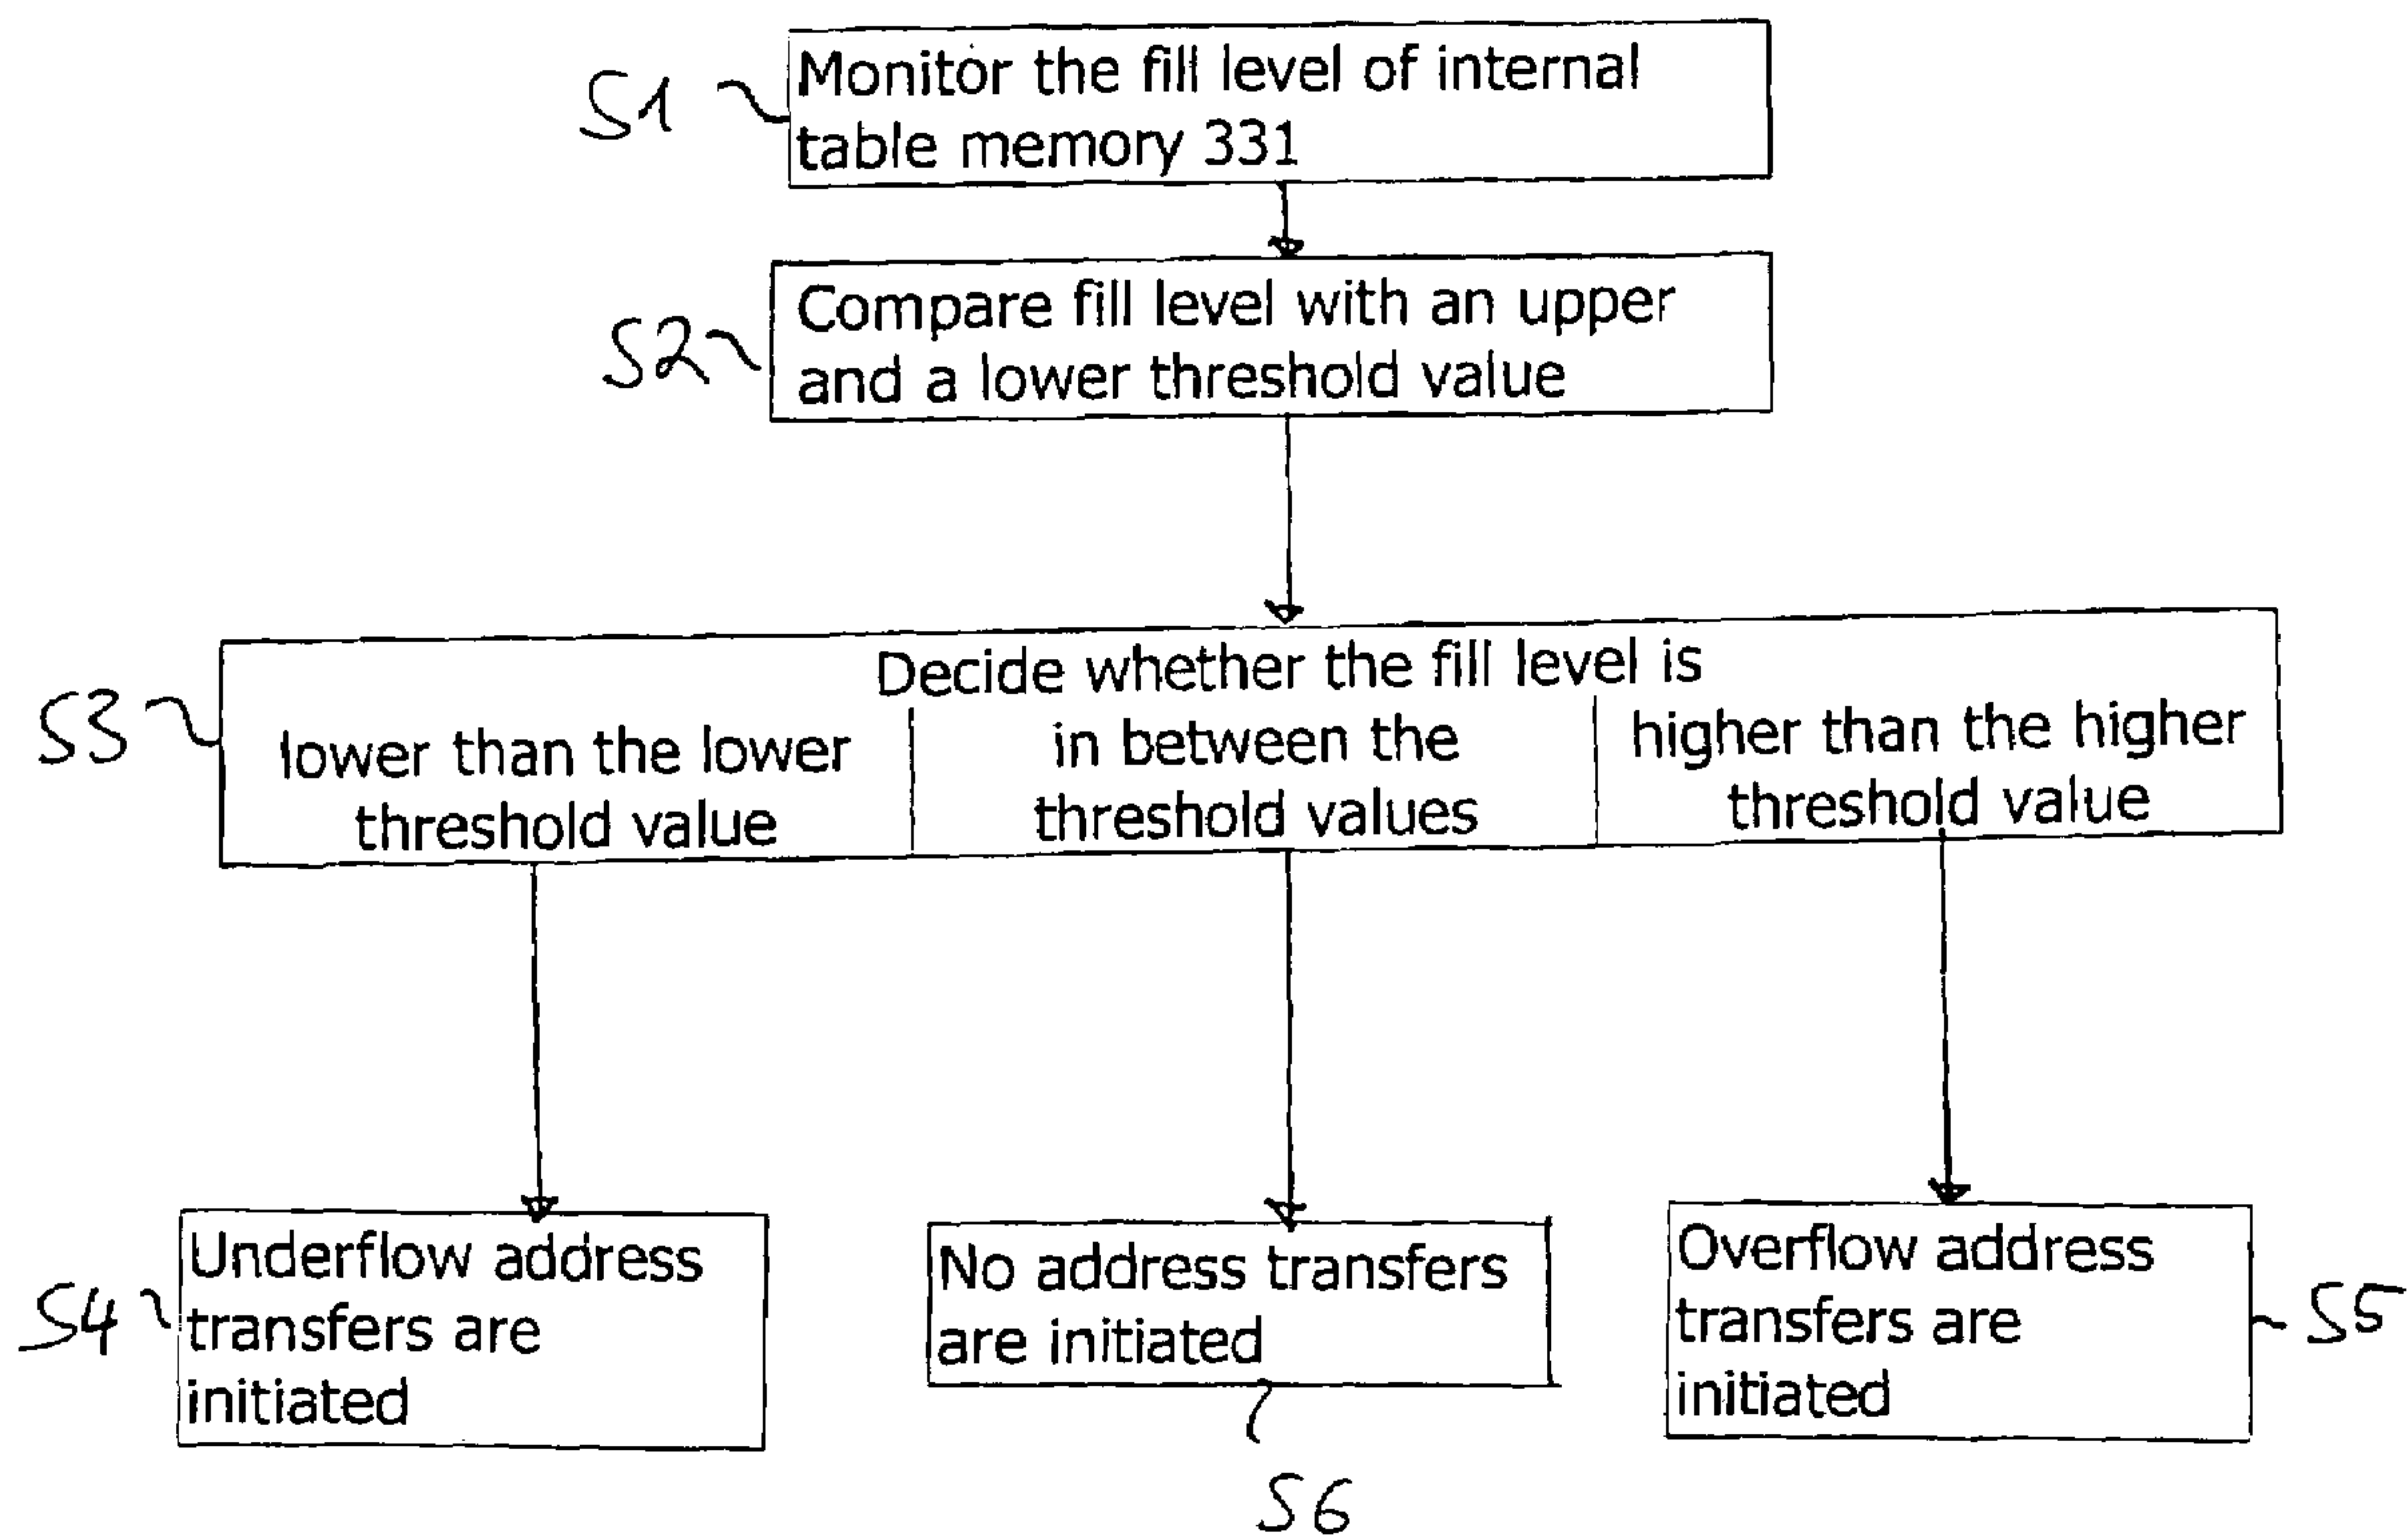 S1
Monitor the fill level of internal
table memory 331
S2
Compare fill level with an upper
and a lower threshold value
S3
Decide whether the fill level is
lower than the lower
threshold value
in between the
threshold values
higher than the higher
threshold value
S4
Underflow address
transfers are
initiated
No address transfers
are initiated
S6
Overflow address
transfers are
initiated
S5